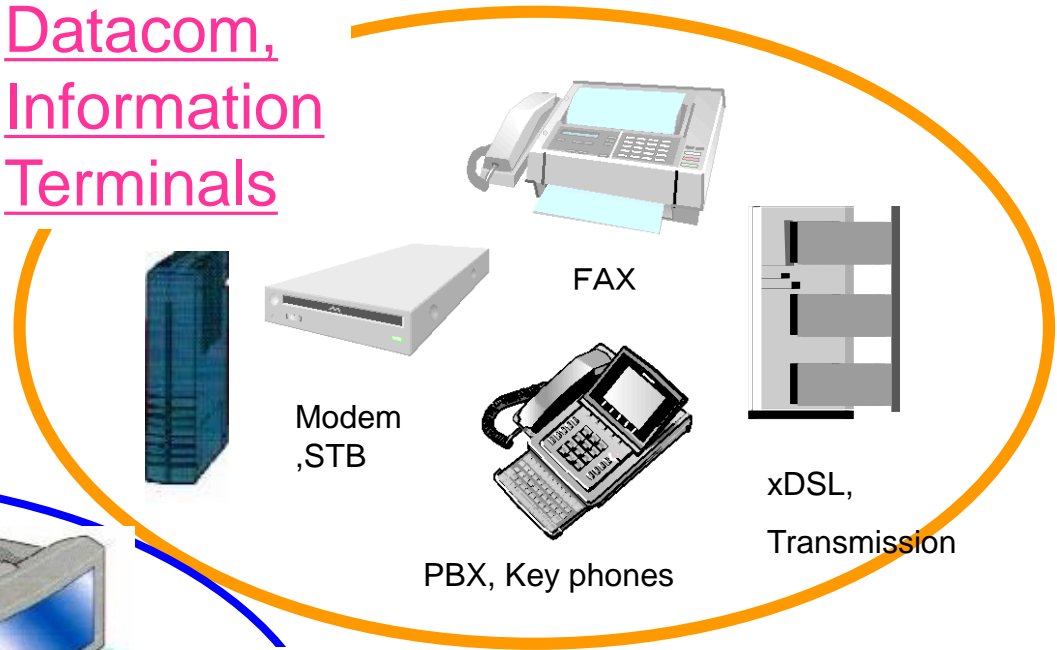 Datacom,
Information
Terminals
FAX
Modem
,STB
xDSL,
Transmission
PBX, Key phones